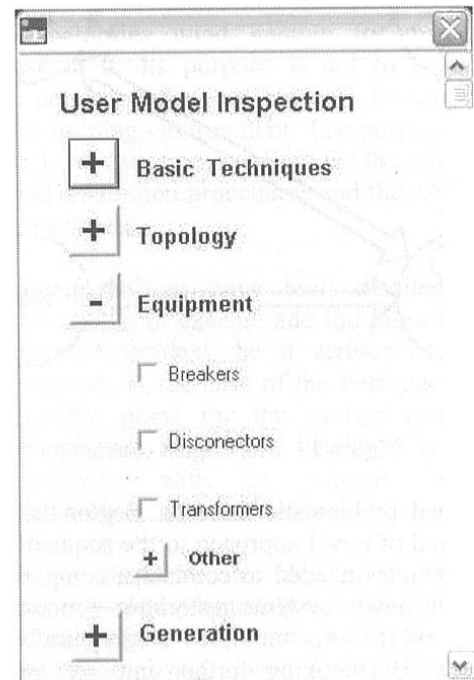 User Model Inspection
+ Basic Techniques
+ Topology
- Equipment
Breakers
Disconectors
Transformers
+ Other
+ Generation